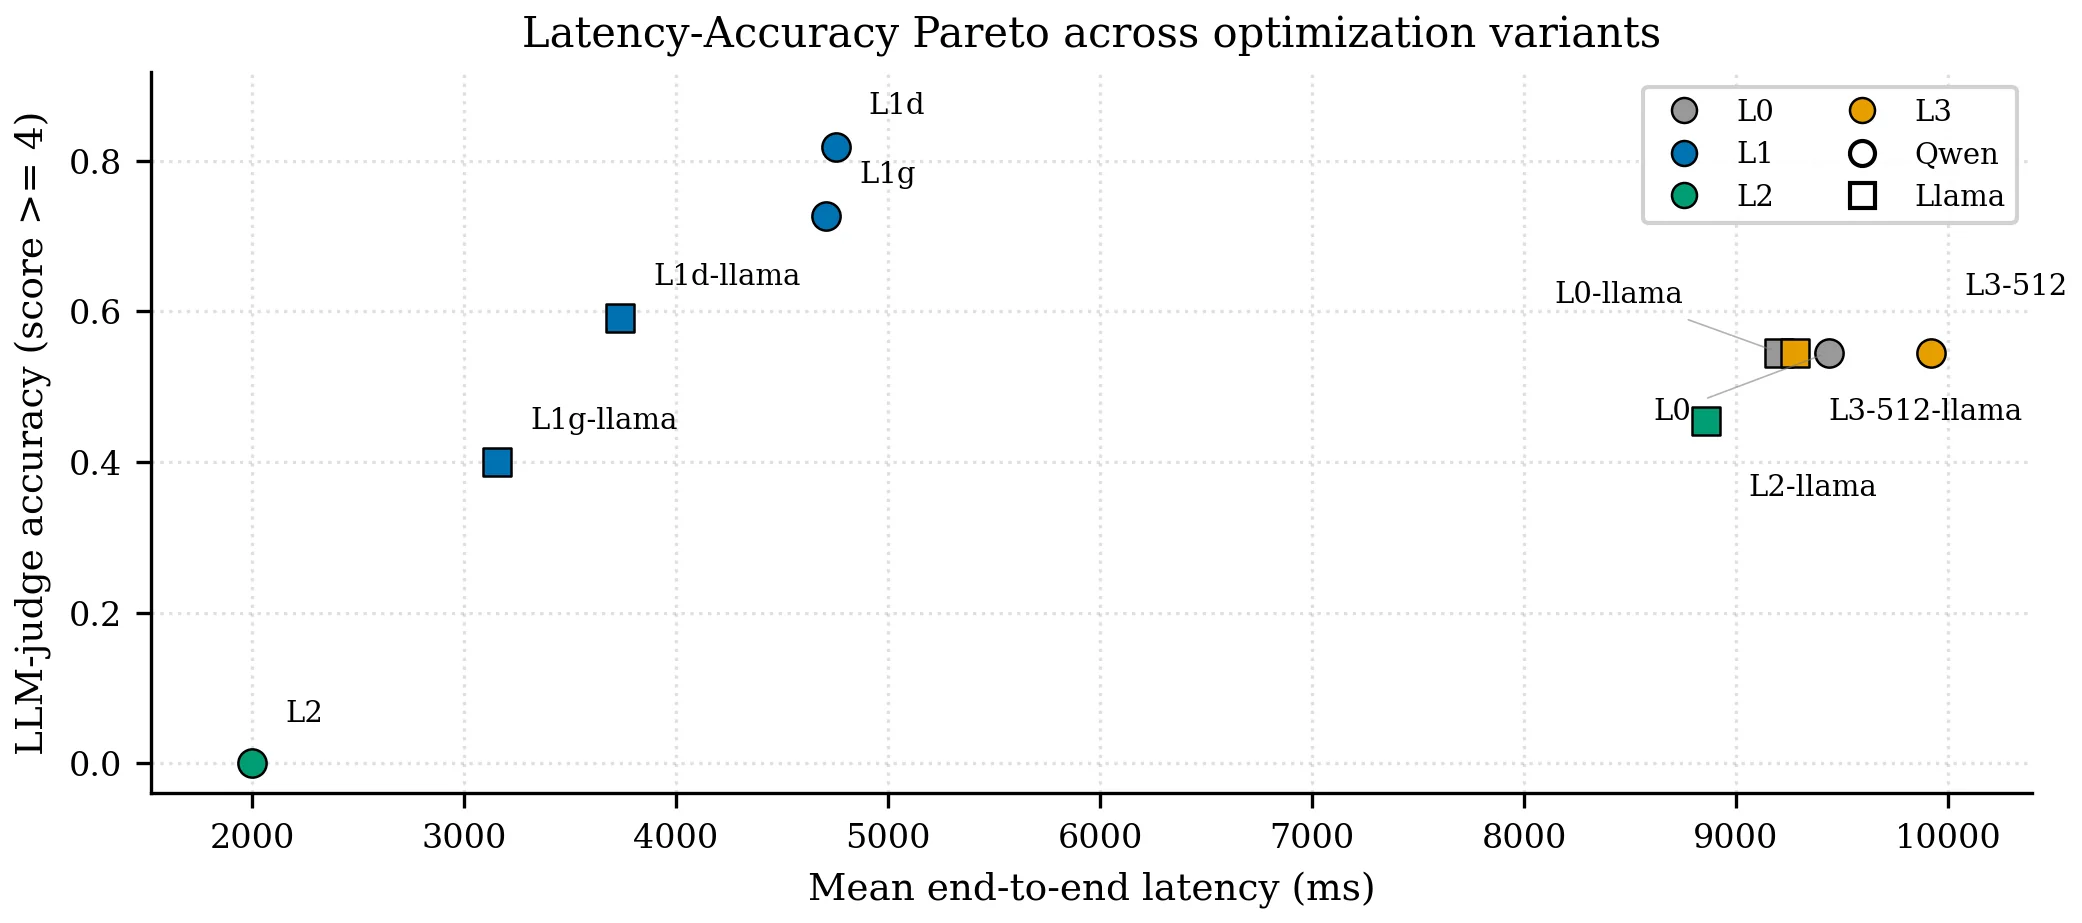 Latency-Accuracy Pareto across optimization variants
LLM-judge accuracy (score >= 4)
0.8
0.6
0.4
0.2
0.0
L1d
L1g
L1d-llama
L1g-llama
L2
L0-llama
L3-512
L0
L3-512-llama
L2-llama
L0
L1
L2
L3
Qwen
Llama
2000 3000 4000 5000 6000 7000 8000 9000 10000
Mean end-to-end latency (ms)